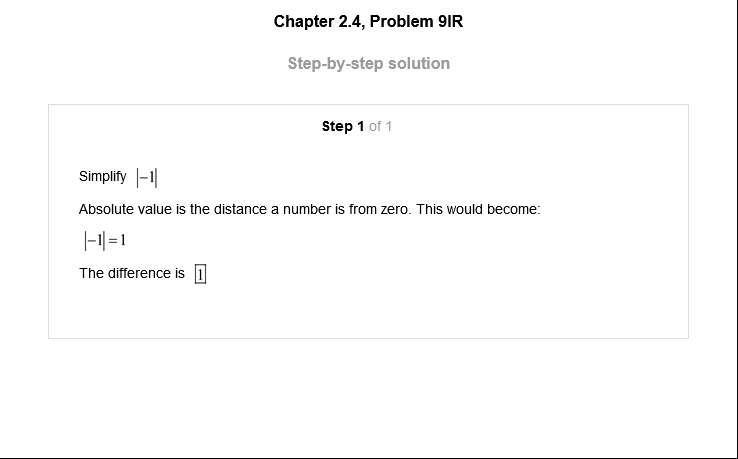 Chapter 2.4, Problem 9IR
Step-by-step solution
Step 1 of 1
Simplify |−1|
Absolute value is the distance a number is from zero. This would become:
|−1| = 1
The difference is 1